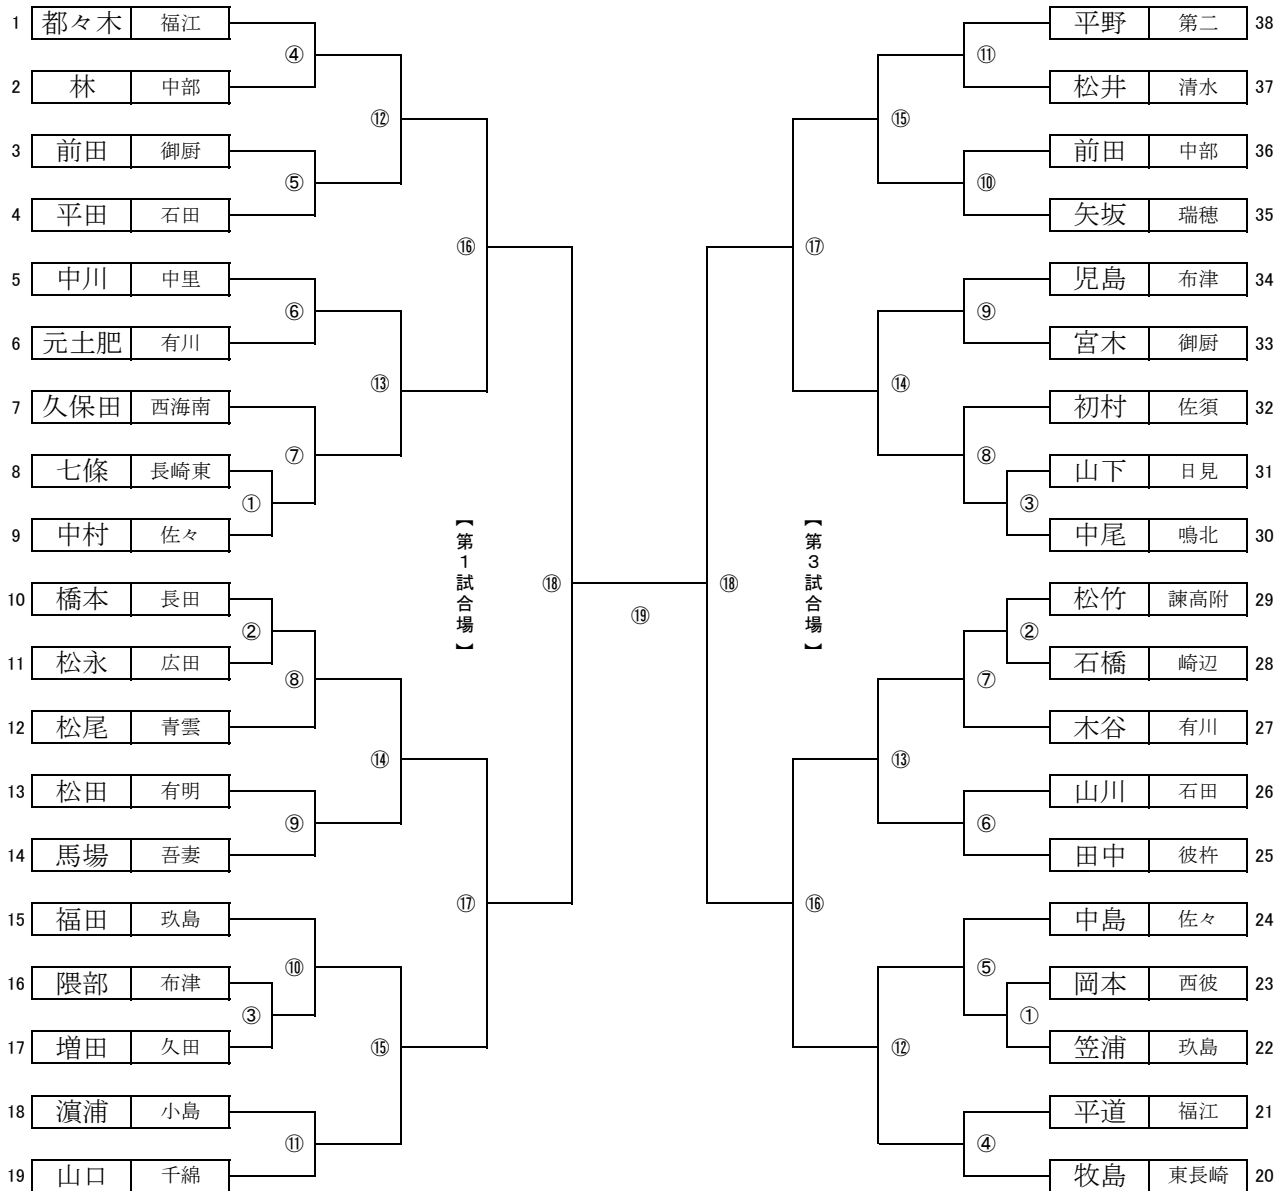 1 都々木 福江
④
2 林 中部
⑫
3 前田 御厨
⑤
4 平田 石田
⑯
5 中川 中里
⑥
6 元土肥 有川
⑬
7 久保田 西海南
⑦
8 七條 長崎東
①
9 中村 佐々
【第1試合場】
⑱
10 橋本 長田
②
11 松永 広田
⑧
12 松尾 青雲
⑭
13 松田 有明
⑨
14 馬場 吾妻
⑰
15 福田 玖島
⑩
16 隈部 布津
③
17 増田 久田
⑮
18 濵浦 小島
⑪
19 山口 千綿
⑲
平野 第二 38
⑪
松井 清水 37
⑮
前田 中部 36
⑩
矢坂 瑞穂 35
⑰
児島 布津 34
⑨
宮木 御厨 33
⑭
初村 佐須 32
⑧
山下 日見 31
③
中尾 鳴北 30
【第3試合場】
⑱
松竹 諫高附 29
②
石橋 崎辺 28
⑦
木谷 有川 27
⑬
山川 石田 26
⑥
田中 彼杵 25
⑯
中島 佐々 24
⑤
岡本 西彼 23
①
笠浦 玖島 22
⑫
平道 福江 21
④
牧島 東長崎 20